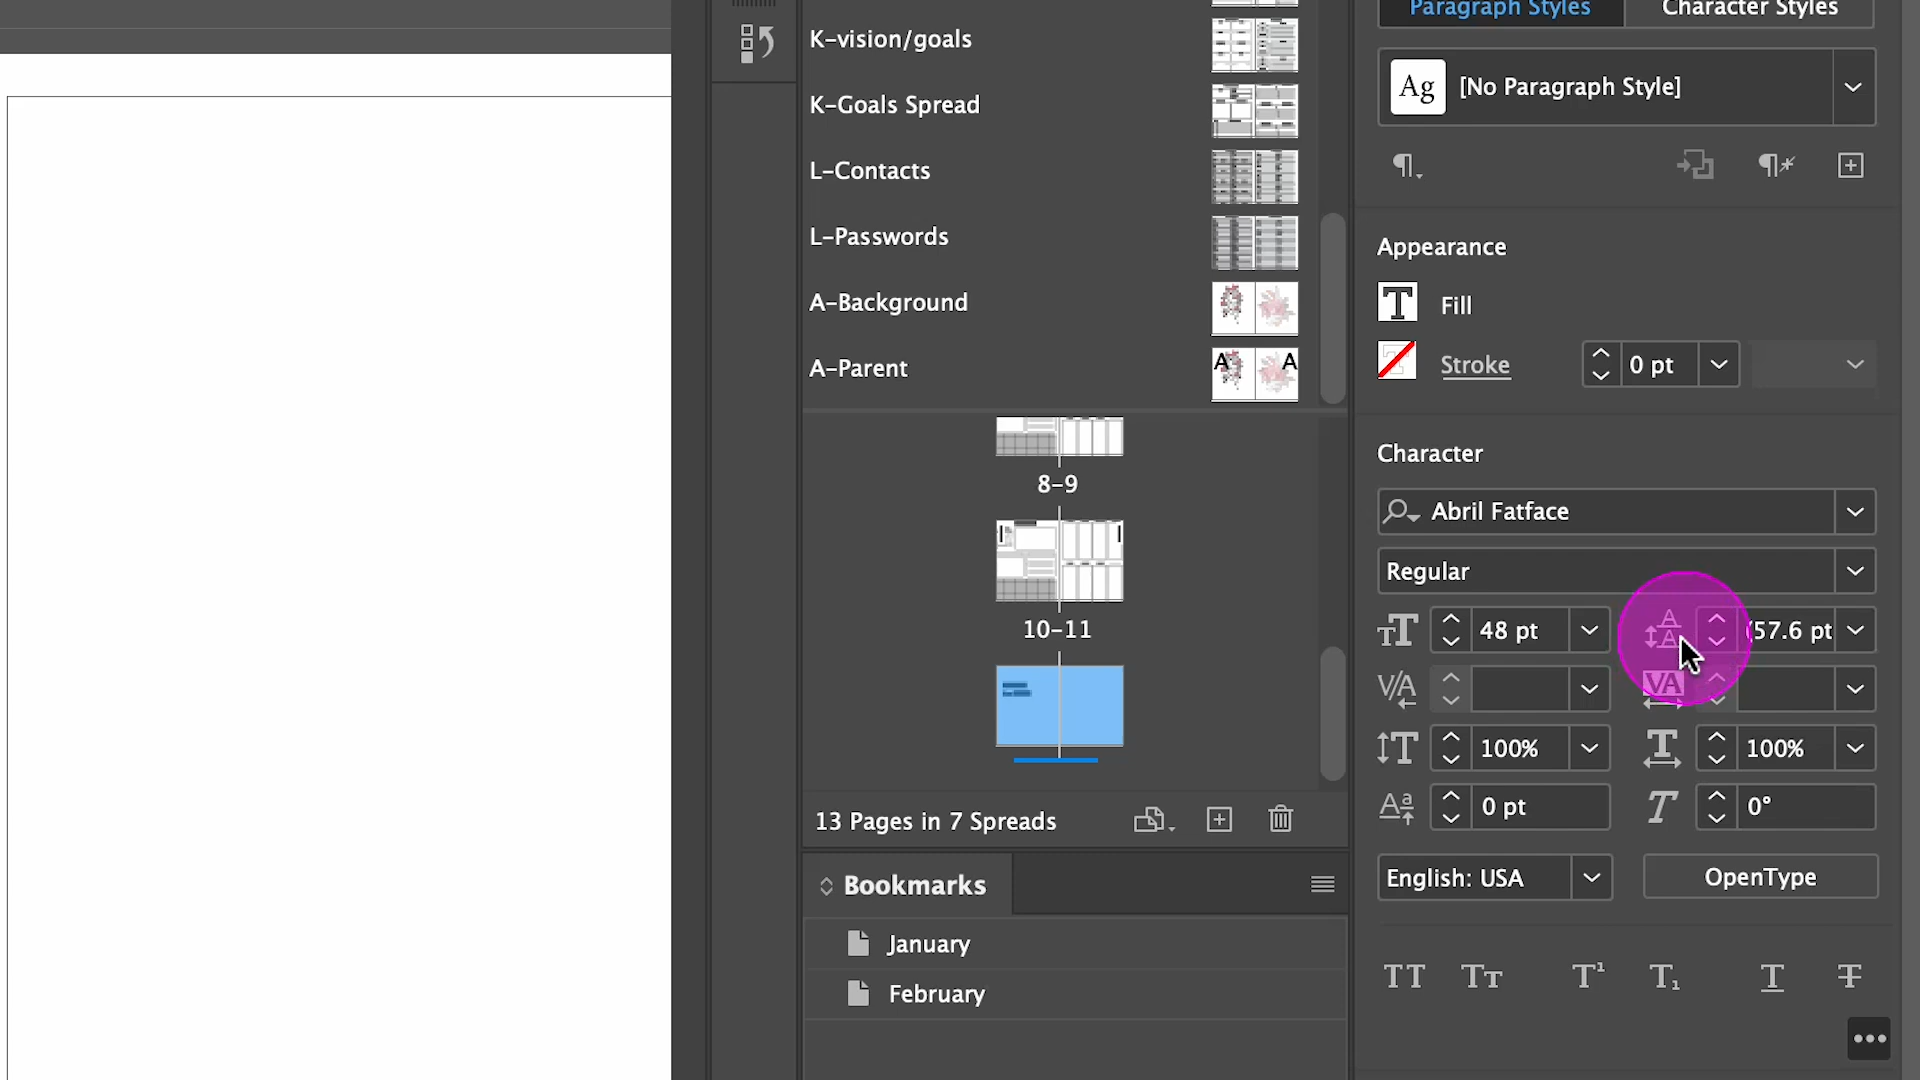 Paragraph Styles
Character Styles
K-vision/goals
K-Goals Spread
L-Contacts
L-Passwords
A-Background
A-Parent
A
A
8-9
10-11
13 Pages in 7 Spreads
Bookmarks
January
February
Ag
[No Paragraph Style]
Appearance
Fill
Stroke
0 pt
Character
Abril Fatface
Regular
48 pt
(57.6 pt
100%
100%
0 pt
0°
English: USA
OpenType